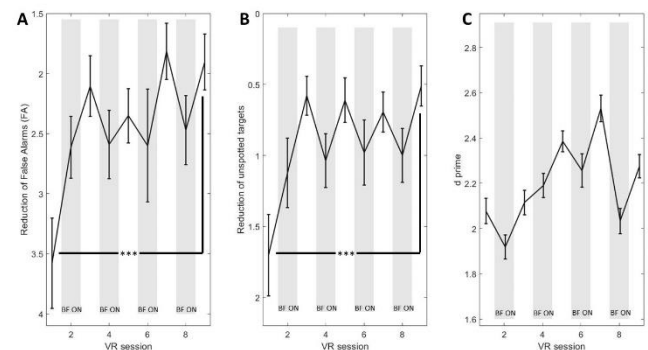 A
Reduction of False Alarms (FA)
1.5
2
2.5
3
3.5
4
***
BF ON BF ON BF ON BF ON
2 4 6 8
VR session
B
Reduction of unspotted targets
0
0.5
1
1.5
2
***
BF ON BF ON BF ON BF ON
2 4 6 8
VR session
C
d prime
2.8
2.6
2.4
2.2
2
1.8
1.6
BF ON BF ON BF ON BF ON
2 4 6 8
VR session